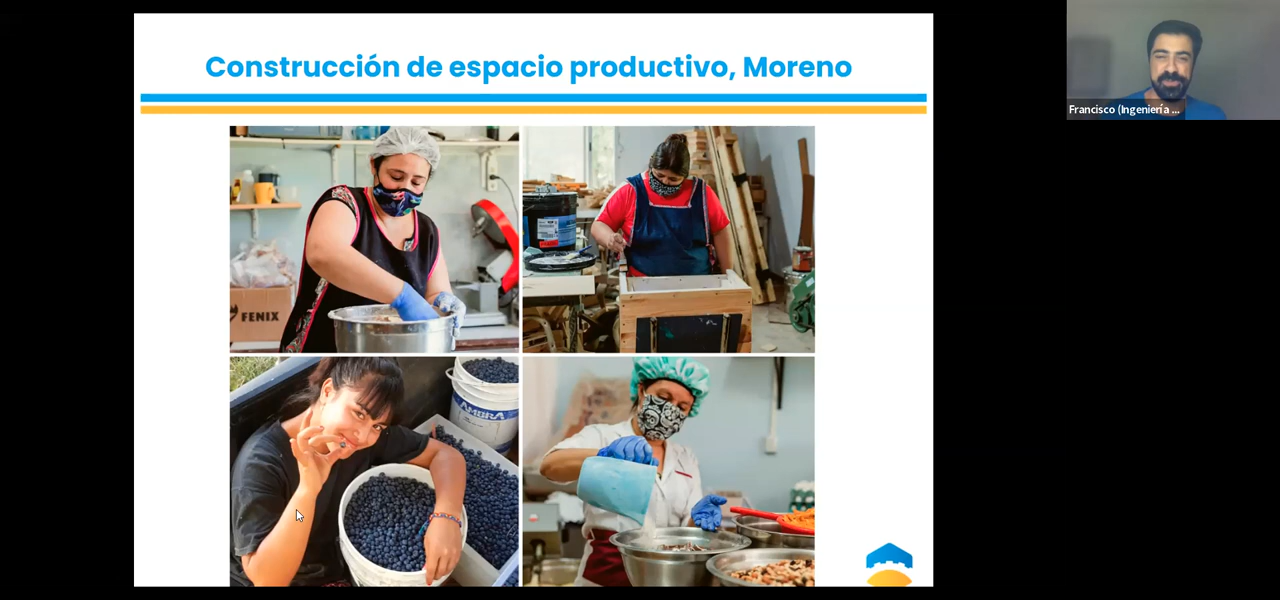 Construcción de espacio productivo, Moreno
Francisco (Ingeniería ...
FENIX
AMBRA